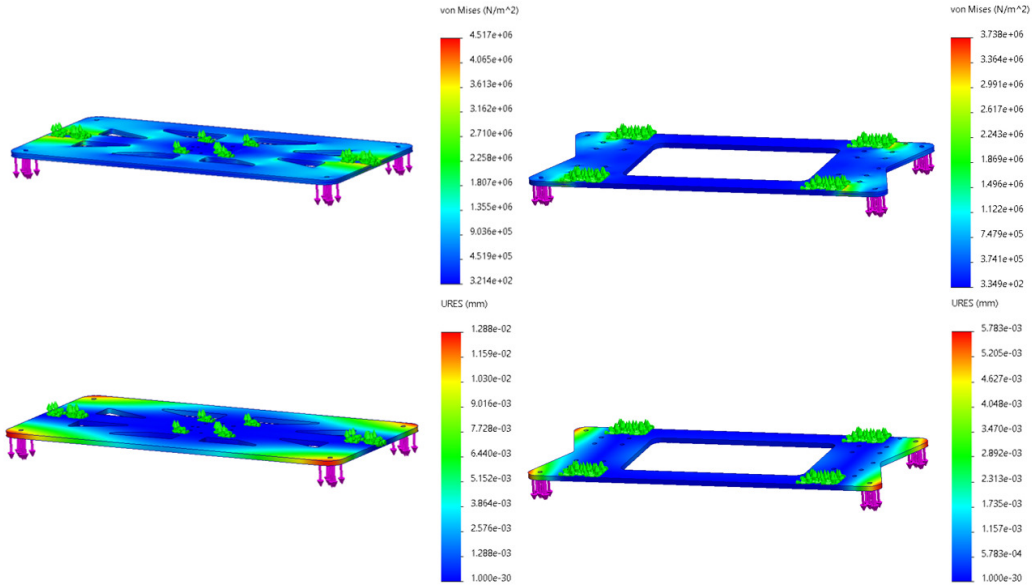 von Mises (N/m^2)
4.517e+06
4.065e+06
3.613e+06
3.162e+06
2.710e+06
2.258e+06
1.807e+06
1.355e+06
9.036e+05
4.519e+05
3.214e+02
von Mises (N/m^2)
3.738e+06
3.364e+06
2.991e+06
2.617e+06
2.243e+06
1.869e+06
1.496e+06
1.122e+06
7.479e+05
3.741e+05
3.349e+02
URES (mm)
1.288e-02
1.159e-02
1.030e-02
9.016e-03
7.728e-03
6.440e-03
5.152e-03
3.864e-03
2.576e-03
1.288e-03
1.000e-30
URES (mm)
5.783e-03
5.205e-03
4.627e-03
4.048e-03
3.470e-03
2.892e-03
2.313e-03
1.735e-03
1.157e-03
5.783e-04
1.000e-30